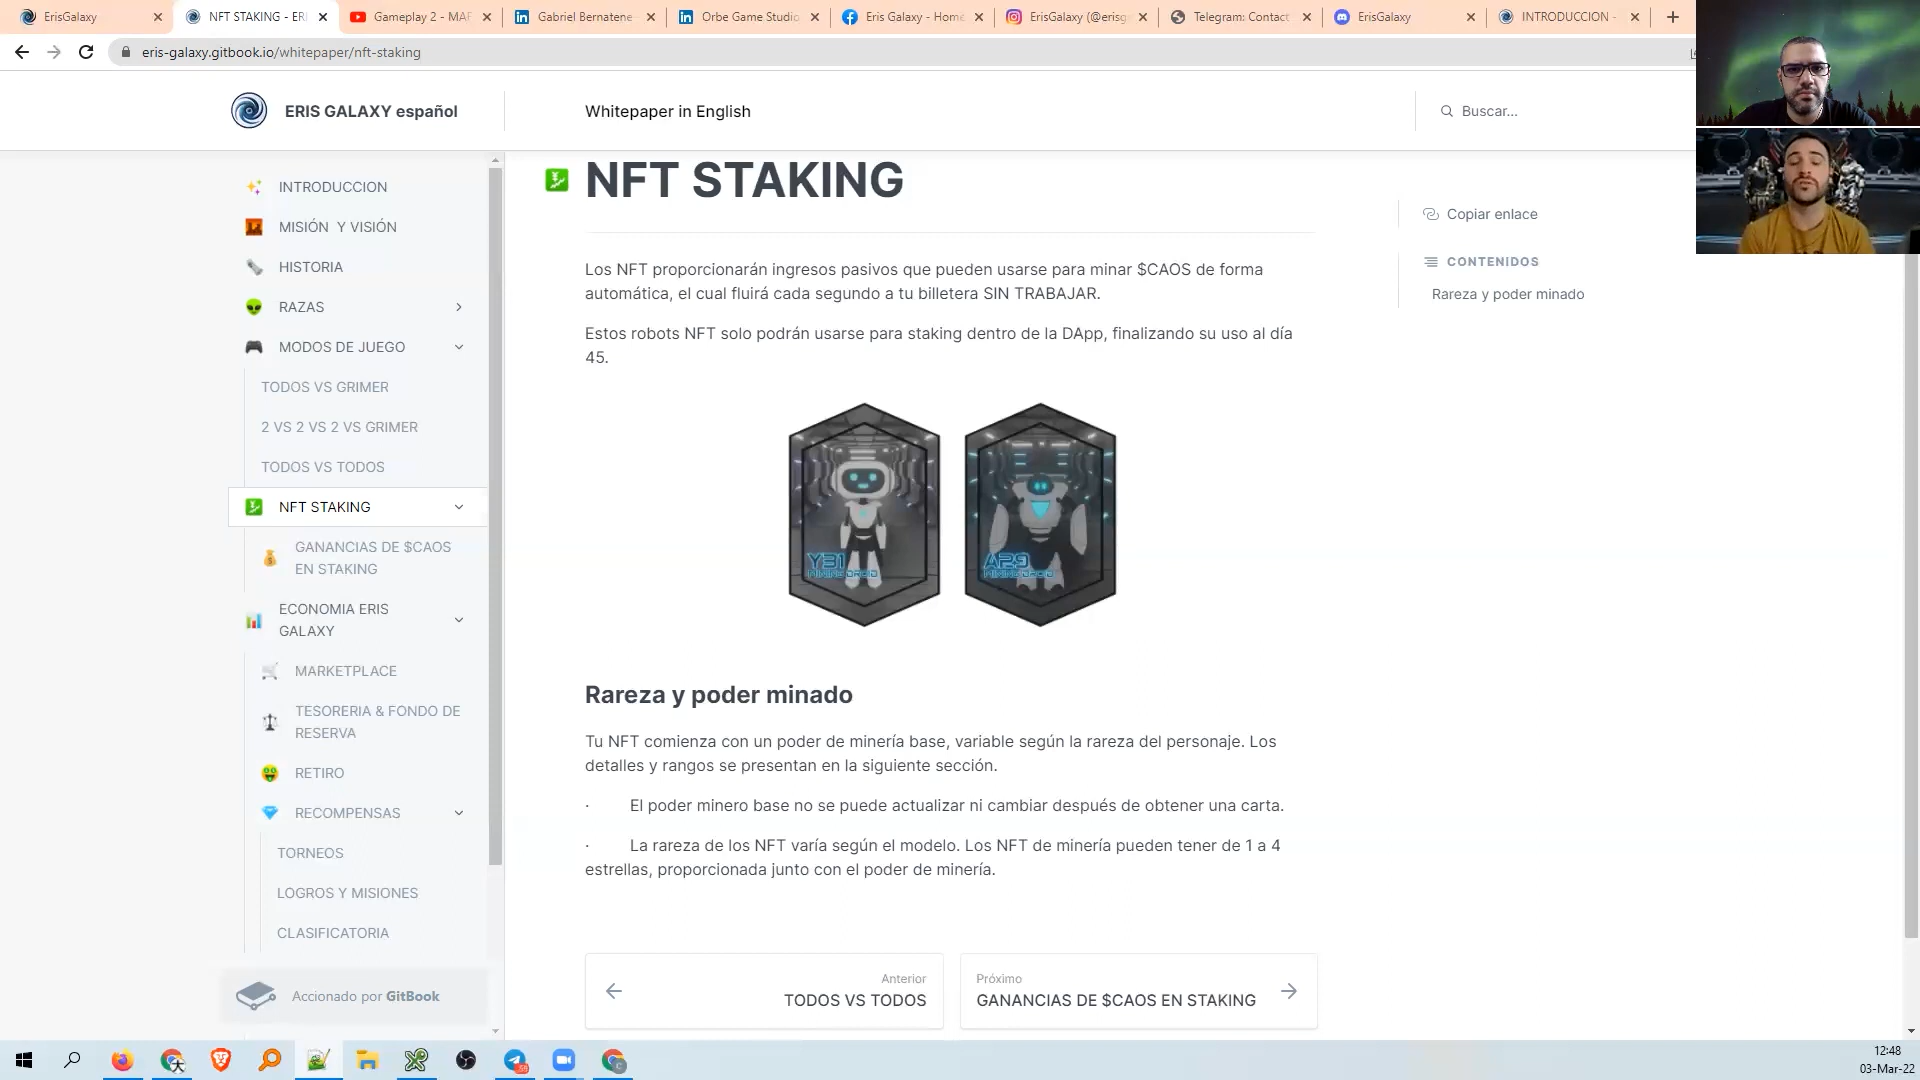 ErisGalaxy
NFT STAKING - ERI
Gameplay 2 - MAF
Gabriel Bernatene
Orbe Game Studio
Eris Galaxy - Home
ErisGalaxy (@erisg
Telegram: Contact
ErisGalaxy
INTRODUCCION -
eris-galaxy.gitbook.io/whitepaper/nft-staking
ERIS GALAXY español
Whitepaper in English
Buscar...
INTRODUCCION
MISIÓN Y VISIÓN
HISTORIA
RAZAS
MODOS DE JUEGO
TODOS VS GRIMER
2 VS 2 VS 2 VS GRIMER
TODOS VS TODOS
NFT STAKING
GANANCIAS DE $CAOS
EN STAKING
ECONOMIA ERIS
GALAXY
MARKETPLACE
TESORERIA & FONDO DE
RESERVA
RETIRO
RECOMPENSAS
TORNEOS
LOGROS Y MISIONES
CLASIFICATORIA
Accionado por GitBook
NFT STAKING
Los NFT proporcionarán ingresos pasivos que pueden usarse para minar $CAOS de forma
automática, el cual fluirá cada segundo a tu billetera SIN TRABAJAR.
Estos robots NFT solo podrán usarse para staking dentro de la DApp, finalizando su uso al día
45.
Y31
MINING DROID
A29
MINING DROID
Rareza y poder minado
Tu NFT comienza con un poder de minería base, variable según la rareza del personaje. Los
detalles y rangos se presentan en la siguiente sección.
· El poder minero base no se puede actualizar ni cambiar después de obtener una carta.
· La rareza de los NFT varía según el modelo. Los NFT de minería pueden tener de 1 a 4
estrellas, proporcionada junto con el poder de minería.
Anterior
TODOS VS TODOS
Próximo
GANANCIAS DE $CAOS EN STAKING
Copiar enlace
CONTENIDOS
Rareza y poder minado
12:48
03-Mar-22